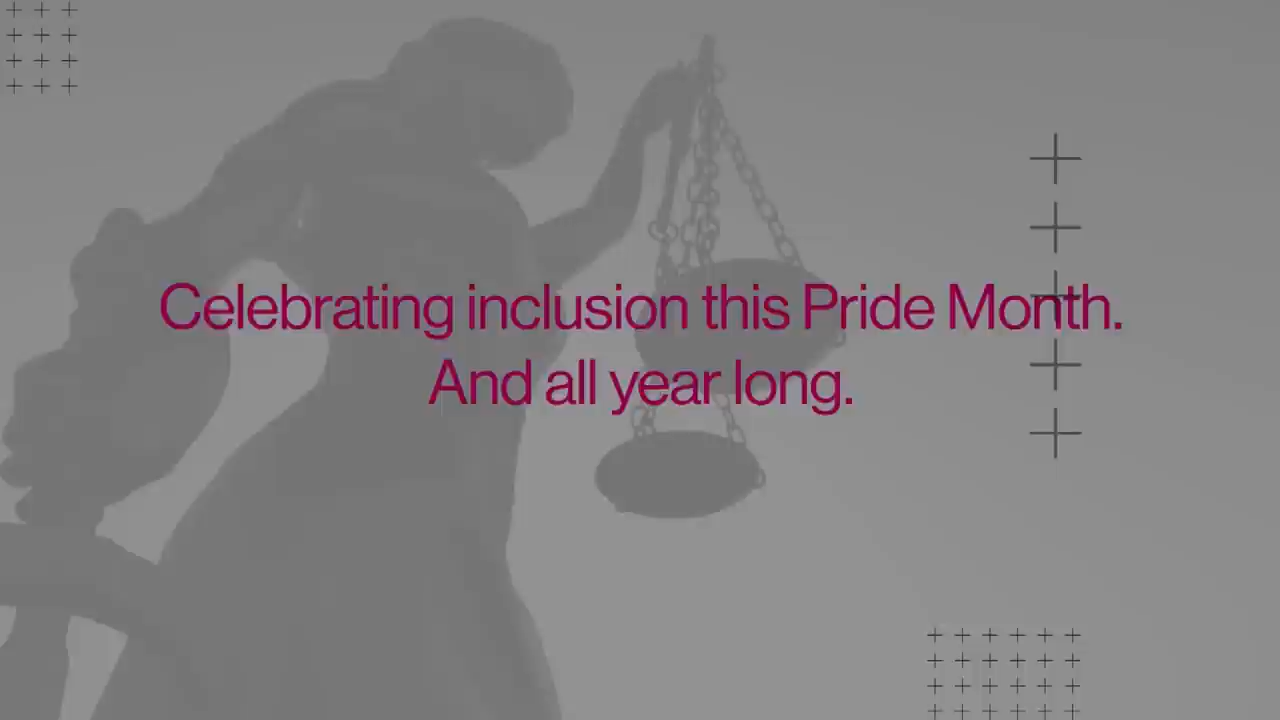 Celebrating inclusion this Pride Month.
And all year long.